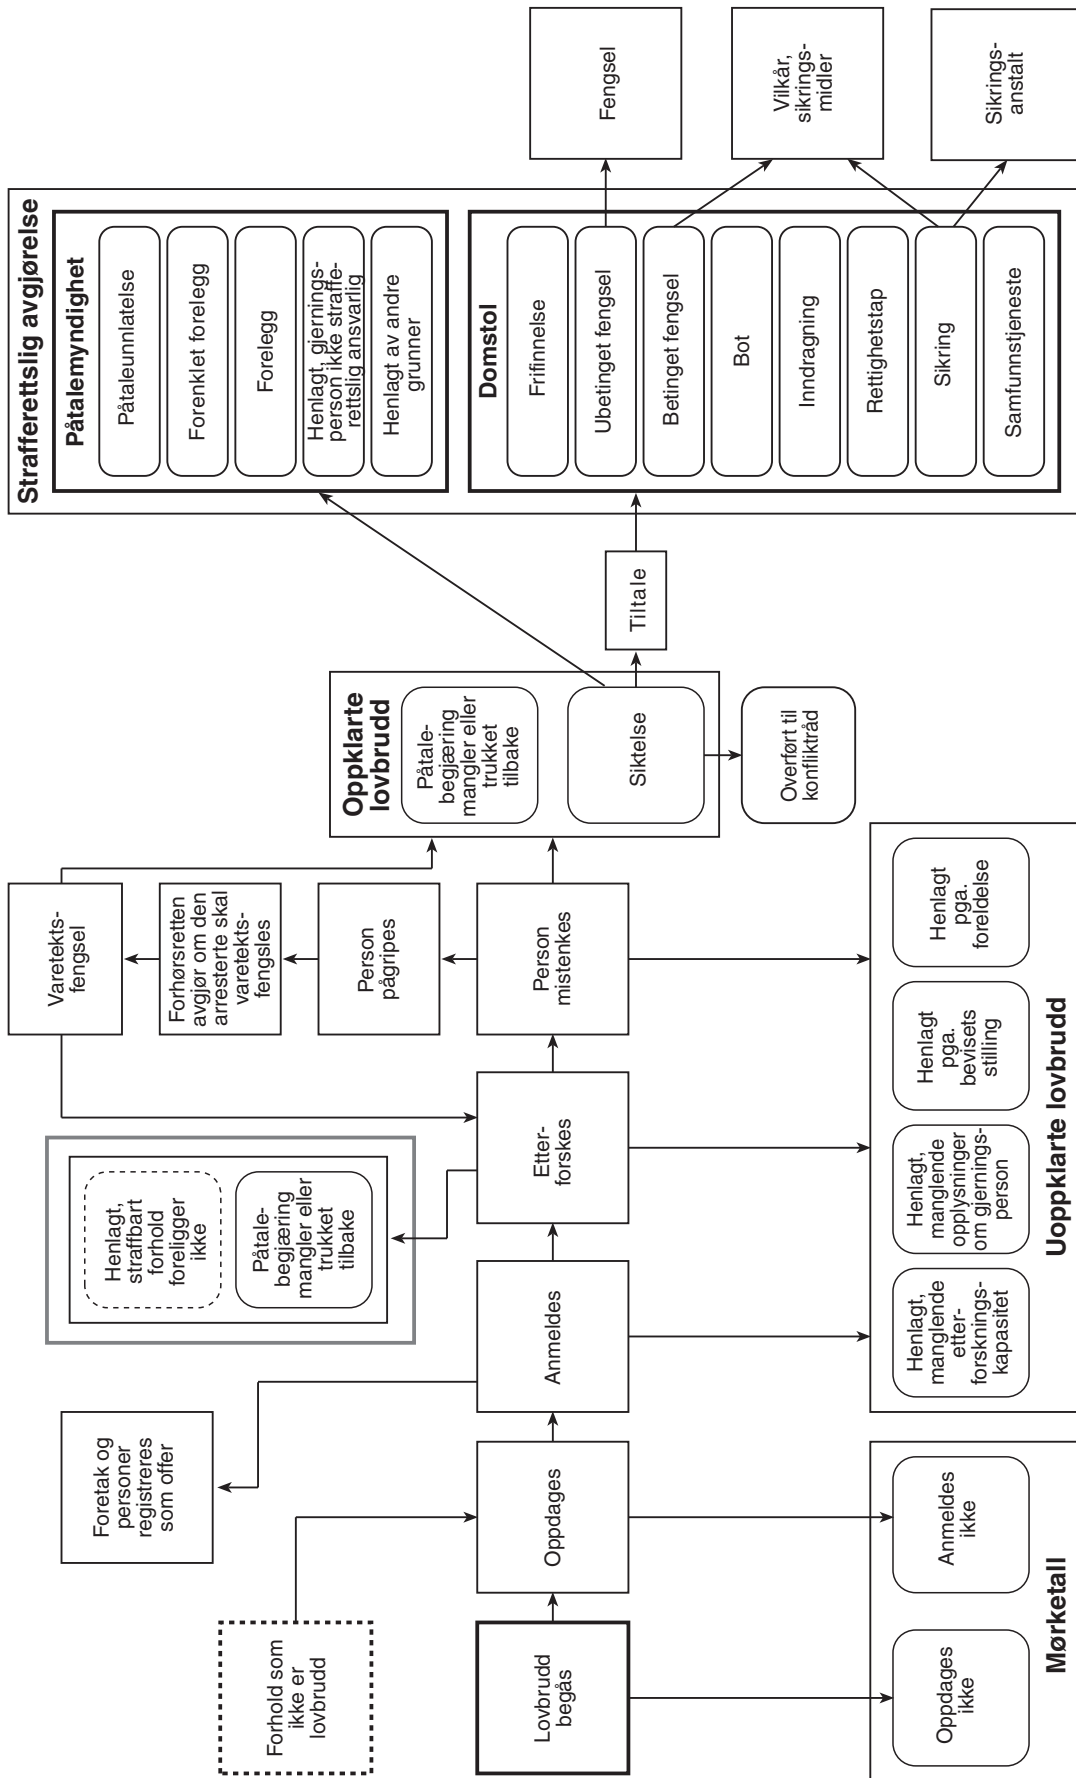 Forhold som
ikke er
lovbrudd
Lovbrudd
begås
Oppdages
ikke
Anmeldes
ikke
Mørketall
Oppdages
Foretak og
personer
registreres
som offer
Anmeldes
Henlagt,
straffbart
forhold
foreligger
ikke
Påtale-
begjæring
mangler eller
trukket
tilbake
Etter-
forskes
Henlagt,
manglende
etter-
forsknings-
kapasitet
Henlagt,
manglende
opplysninger
om gjernings-
person
Henlagt
pga.
bevisets
stilling
Henlagt
pga.
foreldelse
Uoppklarte lovbrudd
Varetekts-
fengsel
Forhørsretten
avgjør om den
arresterte skal
varetekts-
fengsles
Person
pågripes
Person
mistenkes
Oppklarte
lovbrudd
Påtale-
begjæring
mangler eller
trukket
tilbake
Siktelse
Overført til
konfliktråd
Tiltale
Strafferettslig avgjørelse
Påtalemyndighet
Påtaleunnlatelse
Forenklet forelegg
Forelegg
Henlagt, gjernings-
person ikke straffe-
rettslig ansvarlig
Henlagt av andre
grunner
Domstol
Frifinnelse
Ubetinget fengsel
Betinget fengsel
Bot
Inndragning
Rettighetstap
Sikring
Samfunnstjeneste
Fengsel
Vilkår,
sikrings-
midler
Sikrings-
anstalt